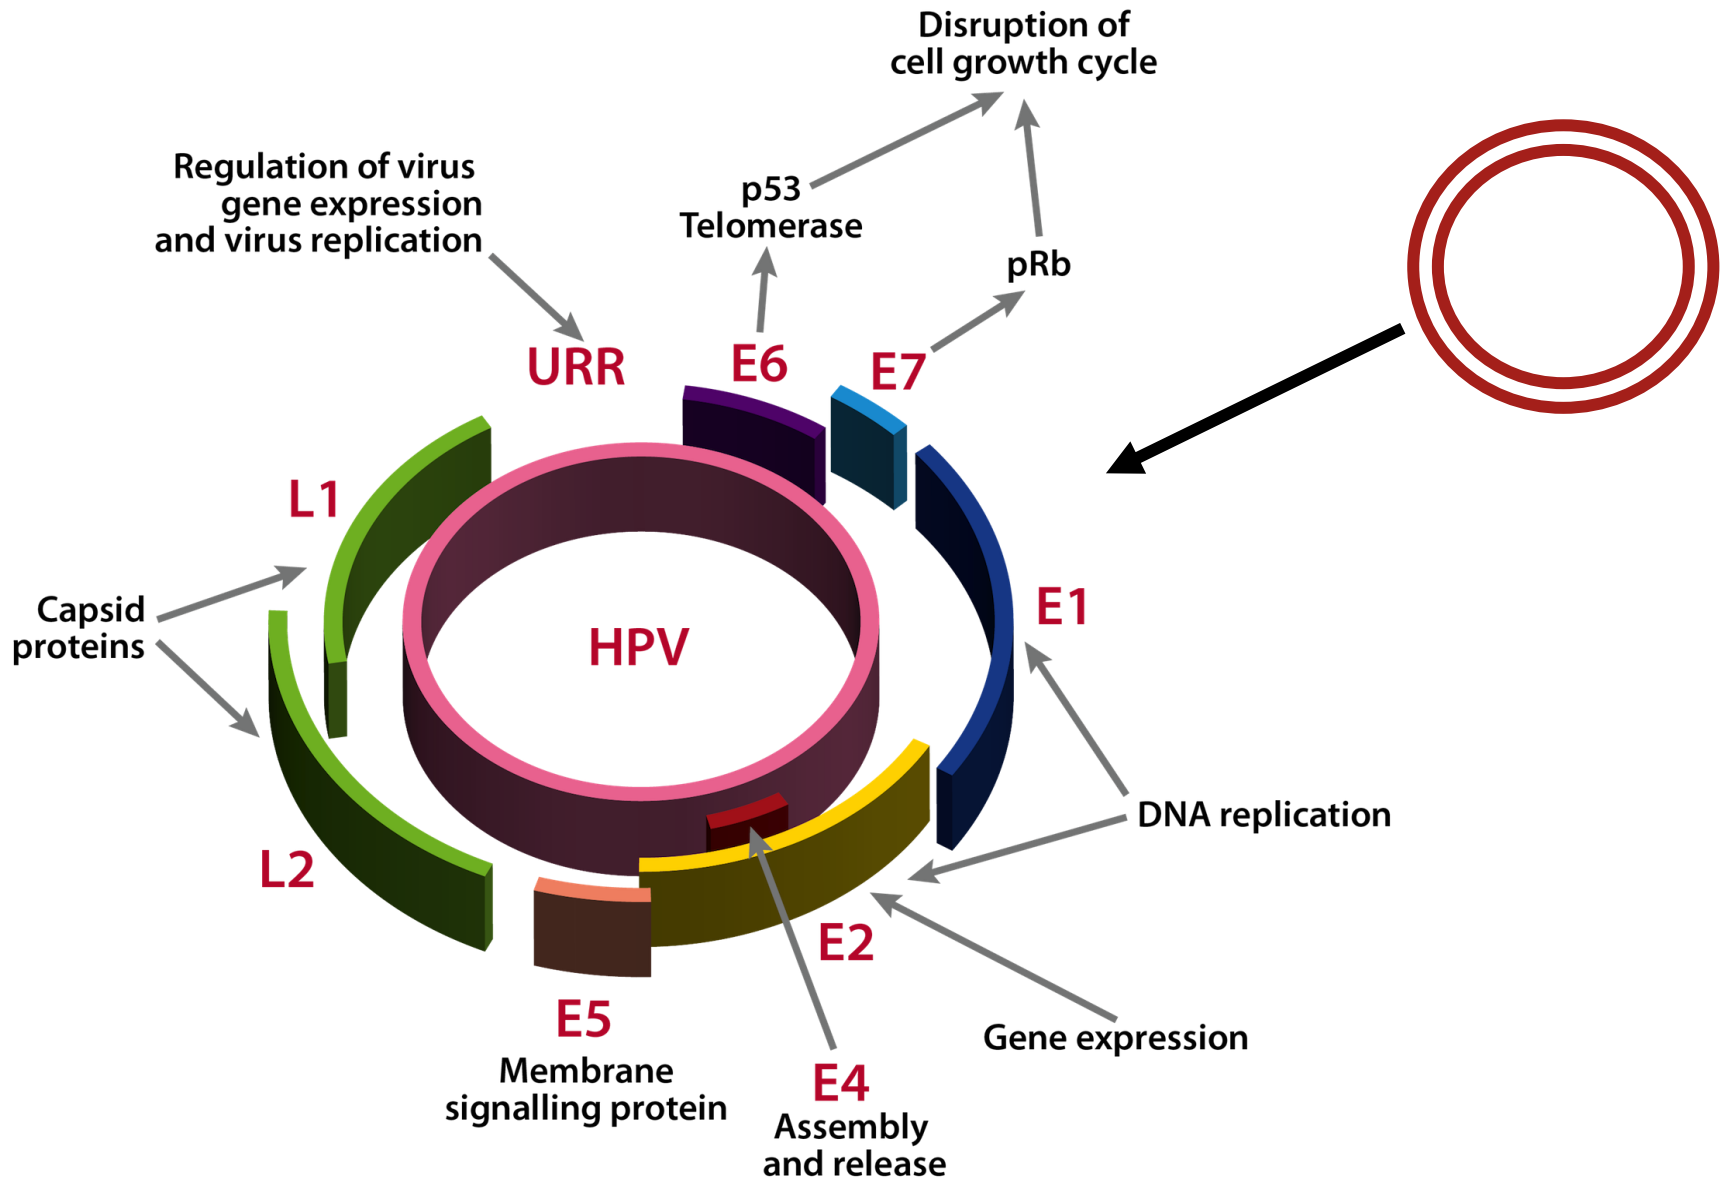 Disruption of
cell growth cycle
Regulation of virus
gene expression
and virus replication
p53
Telomerase
pRb
URR
E6
E7
L1
E1
Capsid
proteins
HPV
DNA replication
L2
E2
E5
Membrane
signalling protein
Gene expression
E4
Assembly
and release